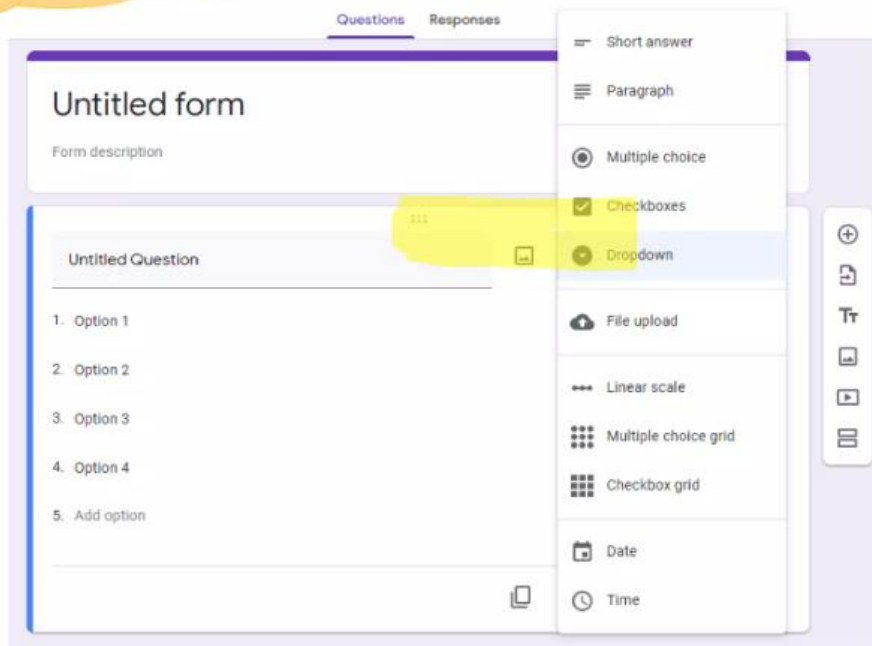 Questions Responses
Untitled form
Form description
Untitled Question
1. Option 1
2. Option 2
3. Option 3
4. Option 4
5. Add option
Short answer
Paragraph
Multiple choice
Checkboxes
Dropdown
File upload
Linear scale
Multiple choice grid
Checkbox grid
Date
Time
Tт